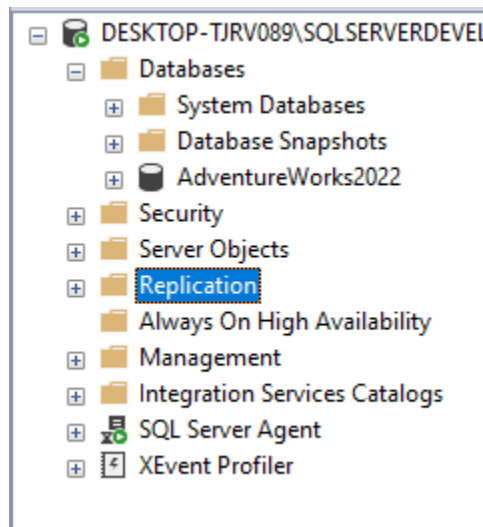 DESKTOP-TJRV089\SQLSERVERDEVEL
Databases
System Databases
Database Snapshots
AdventureWorks2022
Security
Server Objects
Replication
Always On High Availability
Management
Integration Services Catalogs
SQL Server Agent
XEvent Profiler